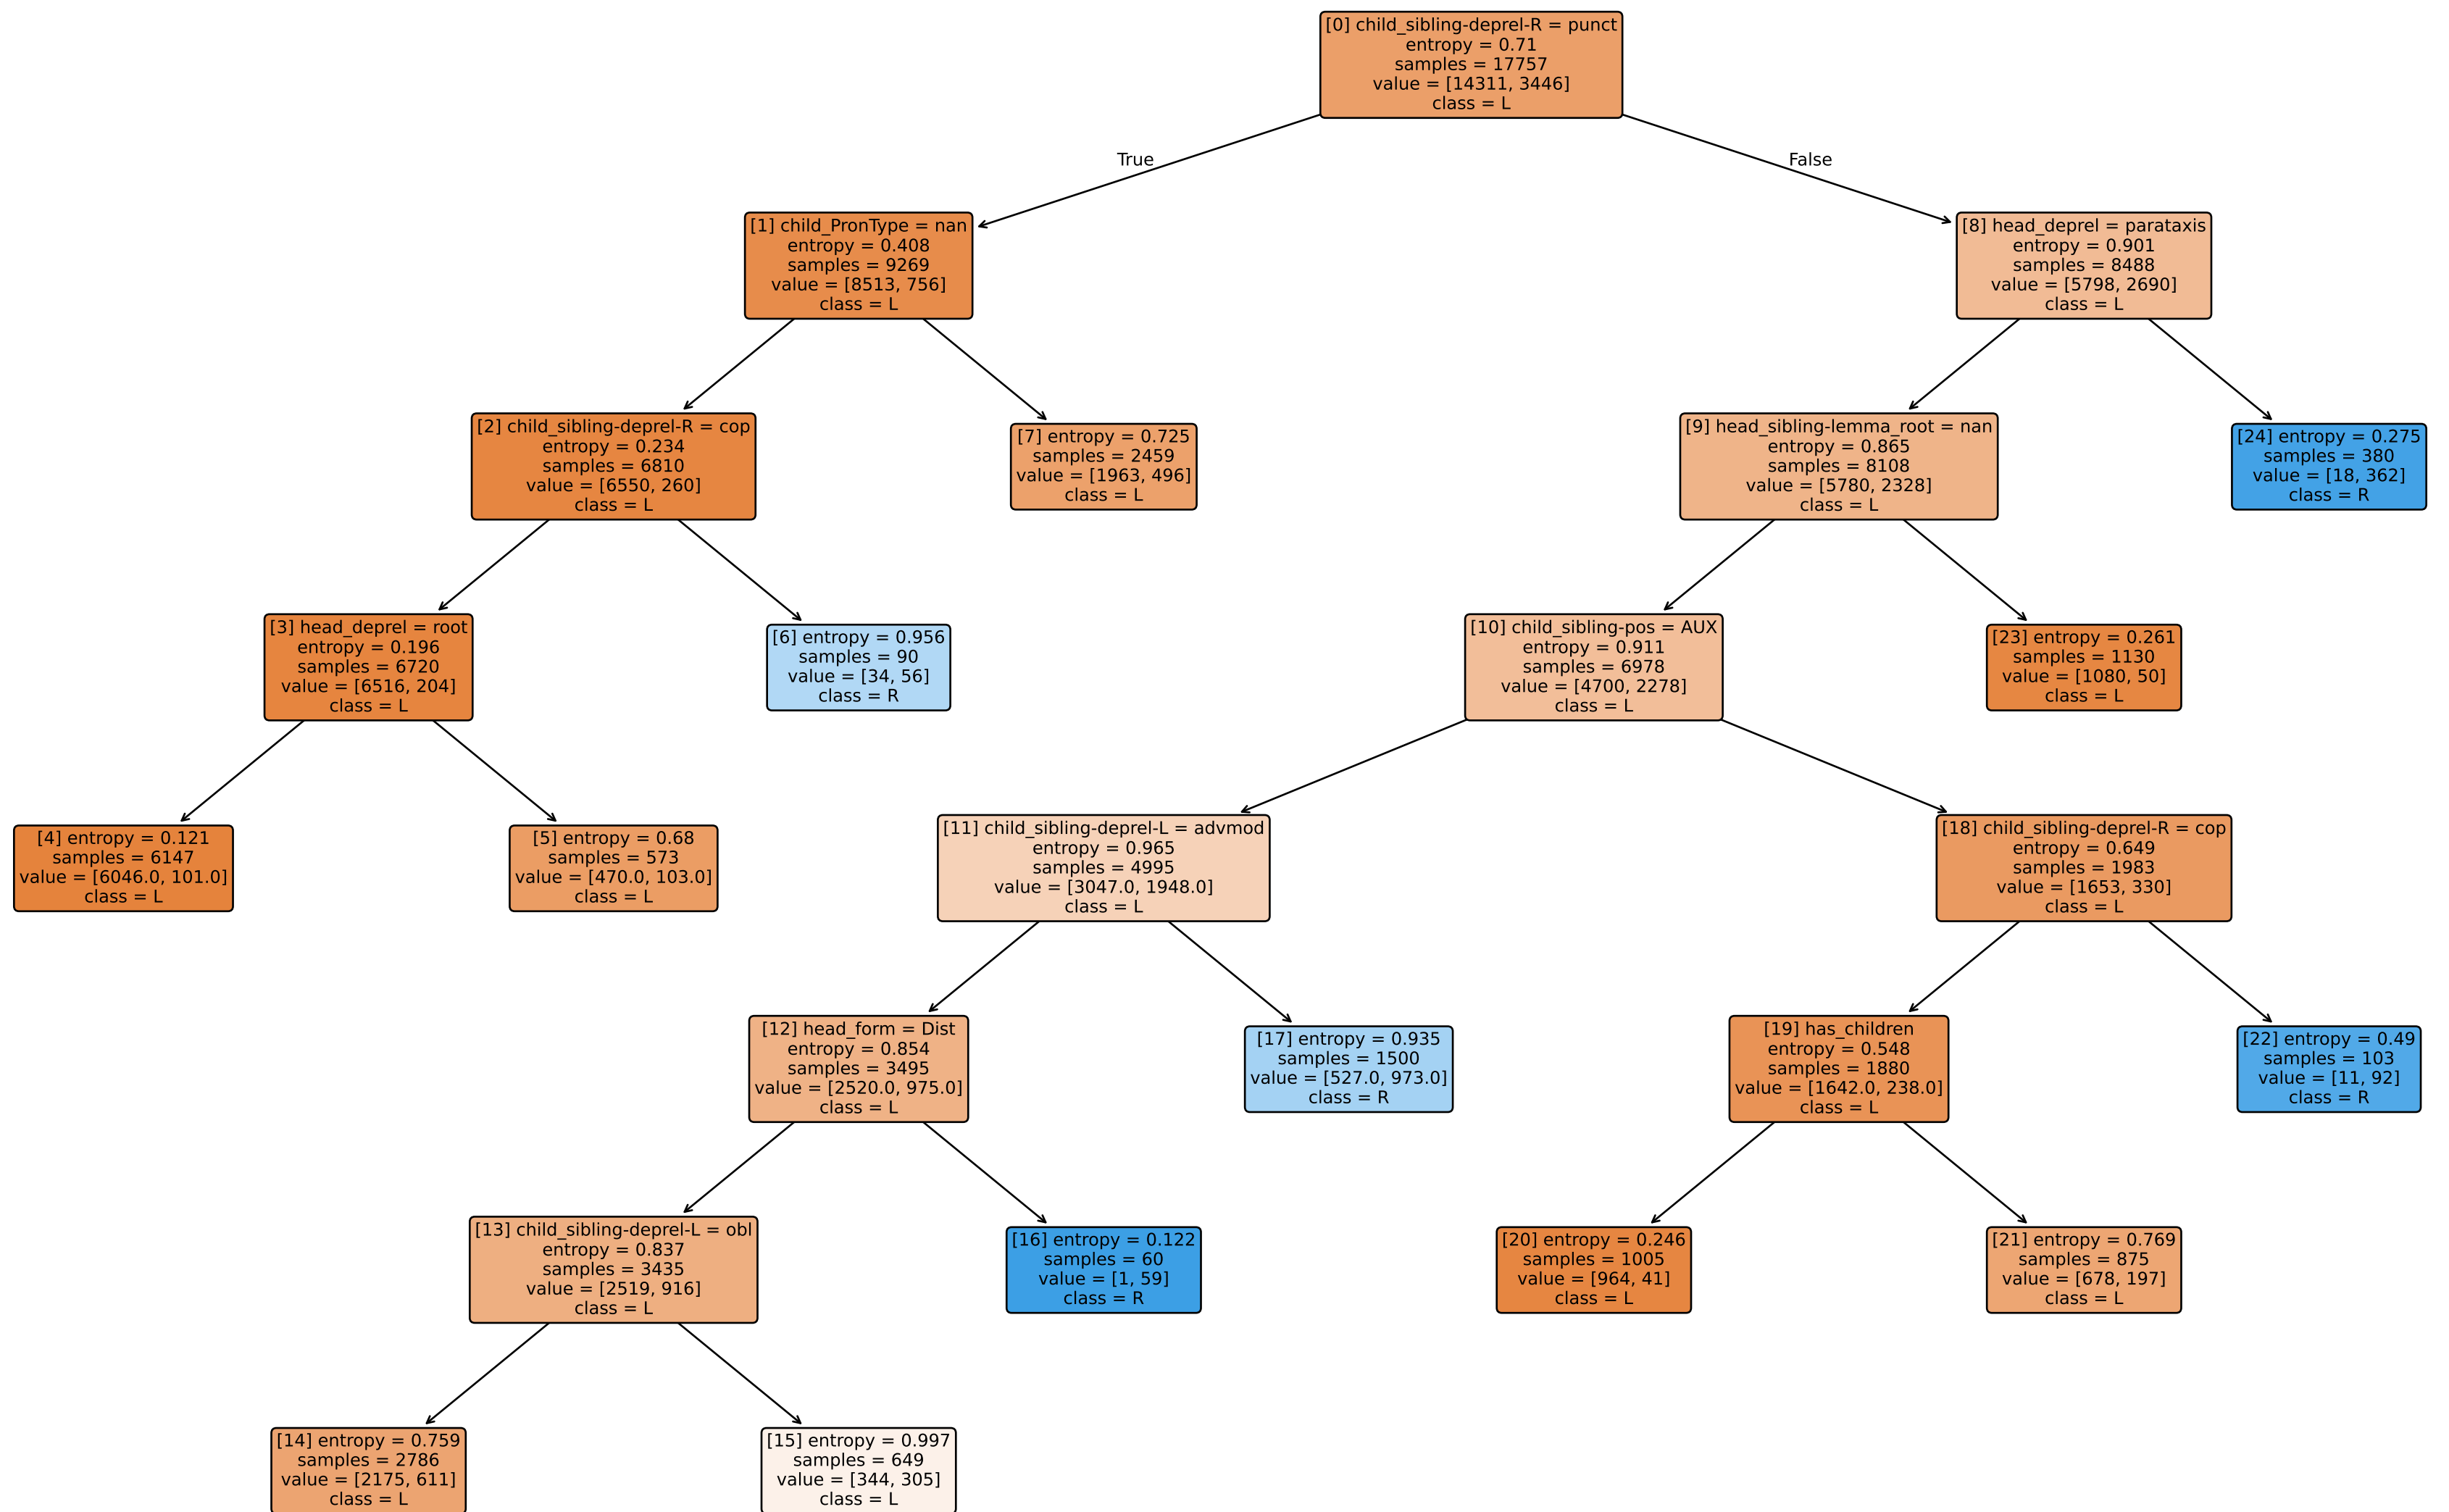 [0] child_sibling-deprel-R = punct
entropy = 0.71
samples = 17757
value = [14311, 3446]
class = L
True
False
[1] child_PronType = nan
entropy = 0.408
samples = 9269
value = [8513, 756]
class = L
[8] head_deprel = parataxis
entropy = 0.901
samples = 8488
value = [5798, 2690]
class = L
[2] child_sibling-deprel-R = cop
entropy = 0.234
samples = 6810
value = [6550, 260]
class = L
[7] entropy = 0.725
samples = 2459
value = [1963, 496]
class = L
[9] head_sibling-lemma_root = nan
entropy = 0.865
samples = 8108
value = [5780, 2328]
class = L
[24] entropy = 0.275
samples = 380
value = [18, 362]
class = R
[3] head_deprel = root
entropy = 0.196
samples = 6720
value = [6516, 204]
class = L
[6] entropy = 0.956
samples = 90
value = [34, 56]
class = R
[10] child_sibling-pos = AUX
entropy = 0.911
samples = 6978
value = [4700, 2278]
class = L
[23] entropy = 0.261
samples = 1130
value = [1080, 50]
class = L
[4] entropy = 0.121
samples = 6147
value = [6046.0, 101.0]
class = L
[5] entropy = 0.68
samples = 573
value = [470.0, 103.0]
class = L
[11] child_sibling-deprel-L = advmod
entropy = 0.965
samples = 4995
value = [3047.0, 1948.0]
class = L
[18] child_sibling-deprel-R = cop
entropy = 0.649
samples = 1983
value = [1653, 330]
class = L
[12] head_form = Dist
entropy = 0.854
samples = 3495
value = [2520.0, 975.0]
class = L
[17] entropy = 0.935
samples = 1500
value = [527.0, 973.0]
class = R
[19] has_children
entropy = 0.548
samples = 1880
value = [1642.0, 238.0]
class = L
[22] entropy = 0.49
samples = 103
value = [11, 92]
class = R
[13] child_sibling-deprel-L = obl
entropy = 0.837
samples = 3435
value = [2519, 916]
class = L
[16] entropy = 0.122
samples = 60
value = [1, 59]
class = R
[20] entropy = 0.246
samples = 1005
value = [964, 41]
class = L
[21] entropy = 0.769
samples = 875
value = [678, 197]
class = L
[14] entropy = 0.759
samples = 2786
value = [2175, 611]
class = L
[15] entropy = 0.997
samples = 649
value = [344, 305]
class = L